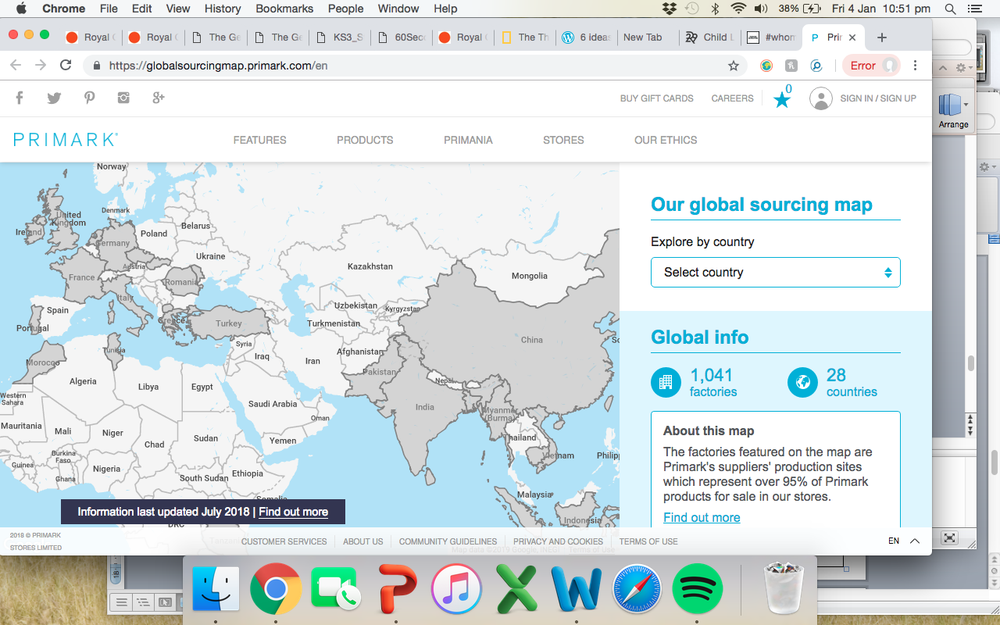 Chrome File Edit View History Bookmarks People Window Help 38% Fri 4 Jan 10:51 pm
Royal Royal The Ge The Ge KS3_S 60Sec Royal The Th 6 ideas New Tab Child #whom Prin
https://globalsourcingmap.primark.com/en Error
BUY GIFT CARDS CAREERS 0 SIGN IN / SIGN UP
Arrange
PRIMARK FEATURES PRODUCTS PRIMANIA STORES OUR ETHICS
Norway
Denmark
United Kingdom
Ireland
Belarus
Poland
Germany
Ukraine
Austria
France
Romania
Kazakhstan
Mongolia
Italy
Spain
Portugal
Greece
Turkey
Uzbekistan
Kyrgyzstan
Turkmenistan
China
Syria
Tunisia
Morocco
Iraq
Iran
Afghanistan
Pakistan
Nepal
Algeria
Libya
Egypt
Western Sahara
Saudi Arabia
Oman
India
Myanmar (Burma)
Mauritania
Mali
Niger
Chad
Sudan
Yemen
Thailand
Vietnam
Philipp
Burkina Faso
Guinea
Ghana
Nigeria
South Sudan
Ethiopia
Somalia
Malaysia
Indonesia
DRC
Tanzania
Information last updated July 2018 | Find out more
Our global sourcing map
Explore by country
Select country
Global info
1,041 factories
28 countries
About this map
The factories featured on the map are
Primark's suppliers' production sites
which represent over 95% of Primark
products for sale in our stores.
Find out more
2018 © PRIMARK
STORES LIMITED
CUSTOMER SERVICES ABOUT US COMMUNITY GUIDELINES PRIVACY AND COOKIES TERMS OF USE EN
Map data ©2019 Google, INEGI Terms of Use